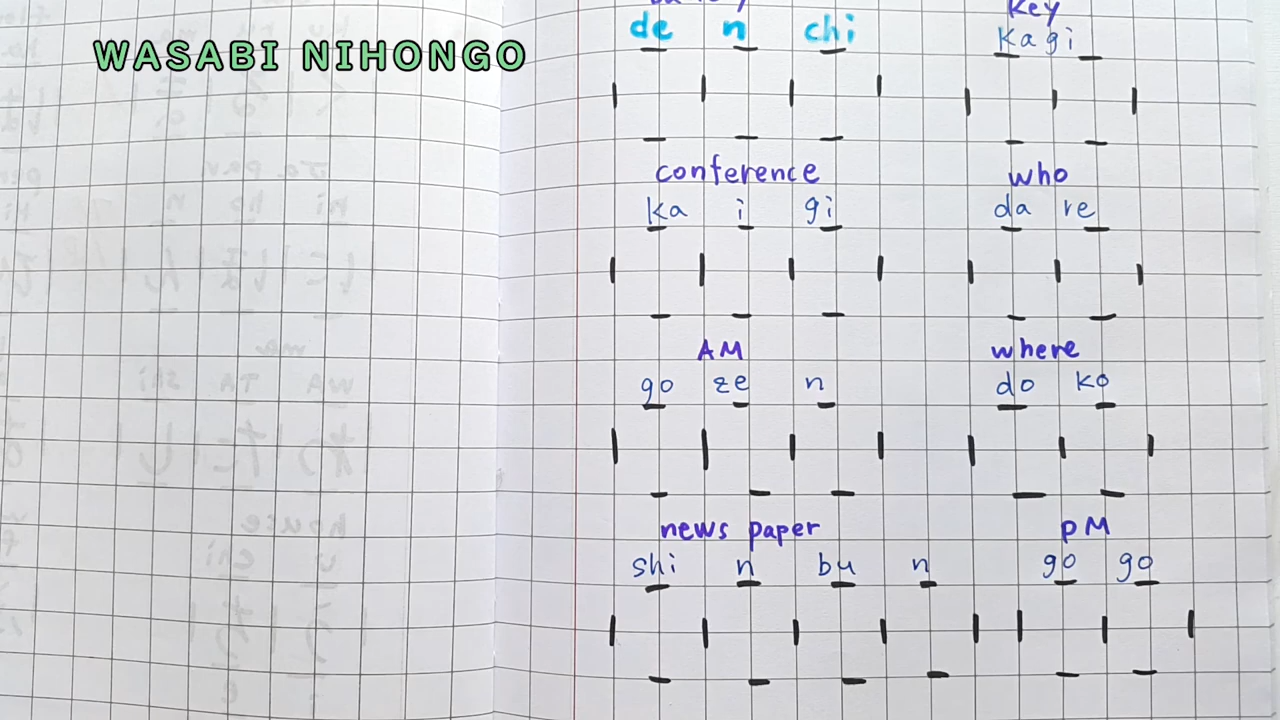 WASABI NIHONGO
de n chi
key
kagi
conference
ka i gi
who
da re
AM
go ze n
where
do ko
news paper
shi n bu n
PM
go go